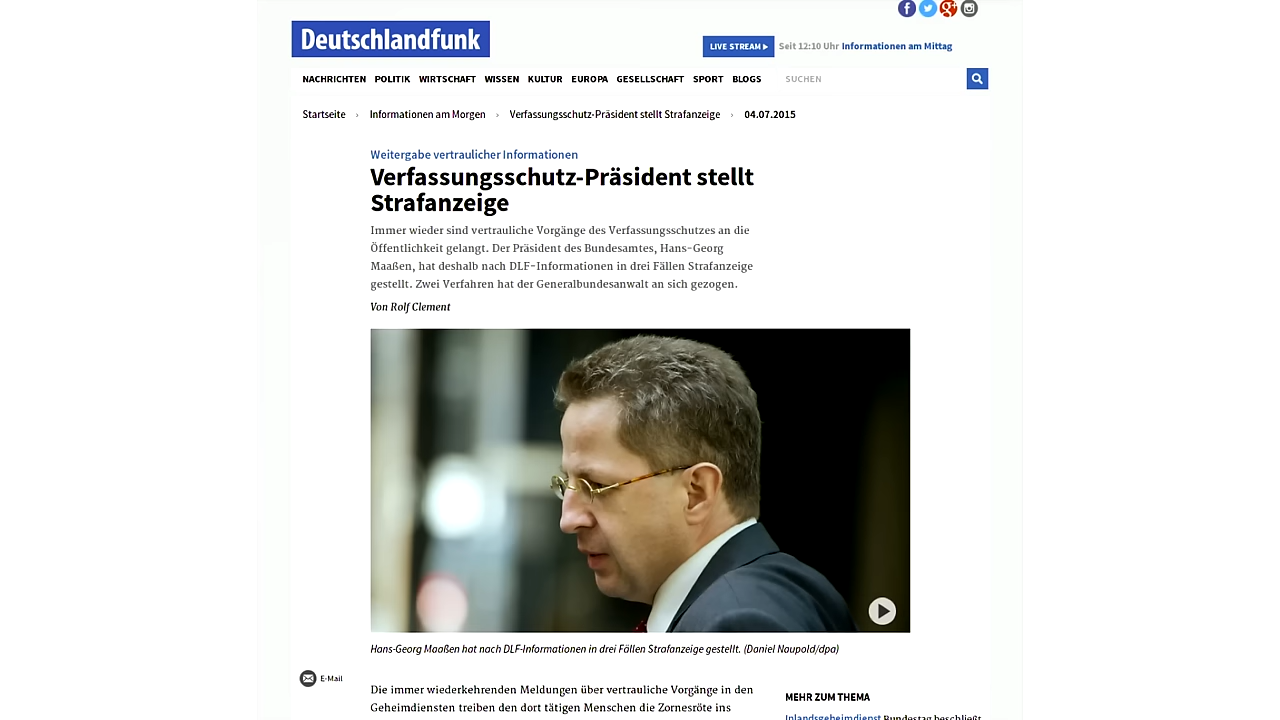 Deutschlandfunk
LIVE STREAM Seit 12:10 Uhr Informationen am Mittag
NACHRICHTEN POLITIK WIRTSCHAFT WISSEN KULTUR EUROPA GESELLSCHAFT SPORT BLOGS SUCHEN
Startseite › Informationen am Morgen › Verfassungsschutz-Präsident stellt Strafanzeige › 04.07.2015
Weitergabe vertraulicher Informationen
Verfassungsschutz-Präsident stellt
Strafanzeige
Immer wieder sind vertrauliche Vorgänge des Verfassungsschutzes an die
Öffentlichkeit gelangt. Der Präsident des Bundesamtes, Hans-Georg
Maaßen, hat deshalb nach DLF-Informationen in drei Fällen Strafanzeige
gestellt. Zwei Verfahren hat der Generalbundesanwalt an sich gezogen.
Von Rolf Clement
Hans-Georg Maaßen hat nach DLF-Informationen in drei Fällen Strafanzeige gestellt. (Daniel Naupold/dpa)
E-Mail
Die immer wiederkehrenden Meldungen über vertrauliche Vorgänge in den
Geheimdiensten treiben den dort tätigen Menschen die Zornesröte ins
MEHR ZUM THEMA
Inlandsgeheimdienst Bundestag beschließt